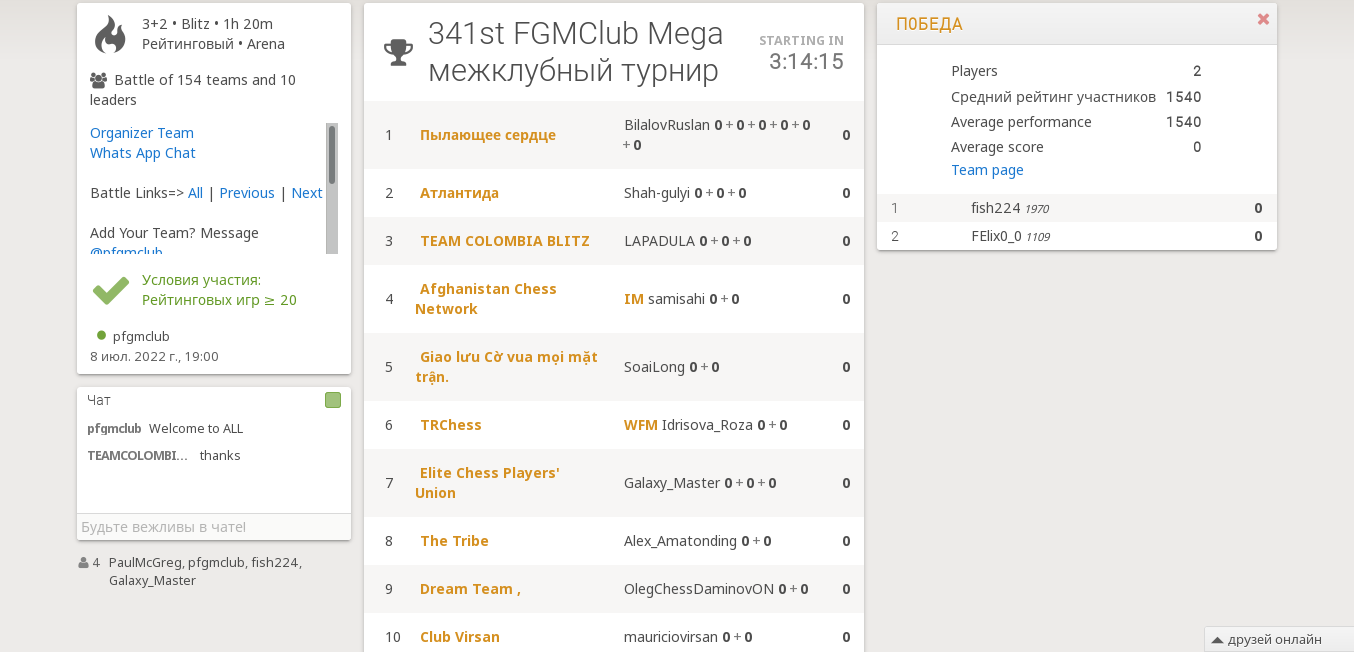 3+2 • Blitz • 1h 20m
Рейтинговый • Arena
Battle of 154 teams and 10
leaders
Organizer Team
Whats App Chat
Battle Links=> All | Previous | Next
Add Your Team? Message
@pfgmclub
Условия участия:
Рейтинговых игр ≥ 20
pfgmclub
8 июл. 2022 г., 19:00
Чат
pfgmclub Welcome to ALL
TEAMCOLOMBI... thanks
Будьте вежливы в чате!
4 PaulMcGreg, pfgmclub, fish224,
Galaxy_Master
341st FGMClub Mega
межклубный турнир
STARTING IN
3:14:15
1 Пылающее сердце BilalovRuslan 0 + 0 + 0 + 0 + 0
+ 0 0
2 Атлантида Shah-gulyi 0 + 0 + 0 0
3 TEAM COLOMBIA BLITZ LAPADULA 0 + 0 + 0 0
4 Afghanistan Chess
Network IM samisahi 0 + 0 0
5 Giao lưu Cờ vua mọi mặt
trận. SoaiLong 0 + 0 0
6 TRChess WFM Idrisova_Roza 0 + 0 0
7 Elite Chess Players'
Union Galaxy_Master 0 + 0 + 0 0
8 The Tribe Alex_Amatonding 0 + 0 0
9 Dream Team , OlegChessDaminovON 0 + 0 0
10 Club Virsan mauriciovirsan 0 + 0 0
П0БЕДА
Players 2
Средний рейтинг участников 1540
Average performance 1540
Average score 0
Team page
1 fish224 1970 0
2 FElix0_0 1109 0
друзей онлайн